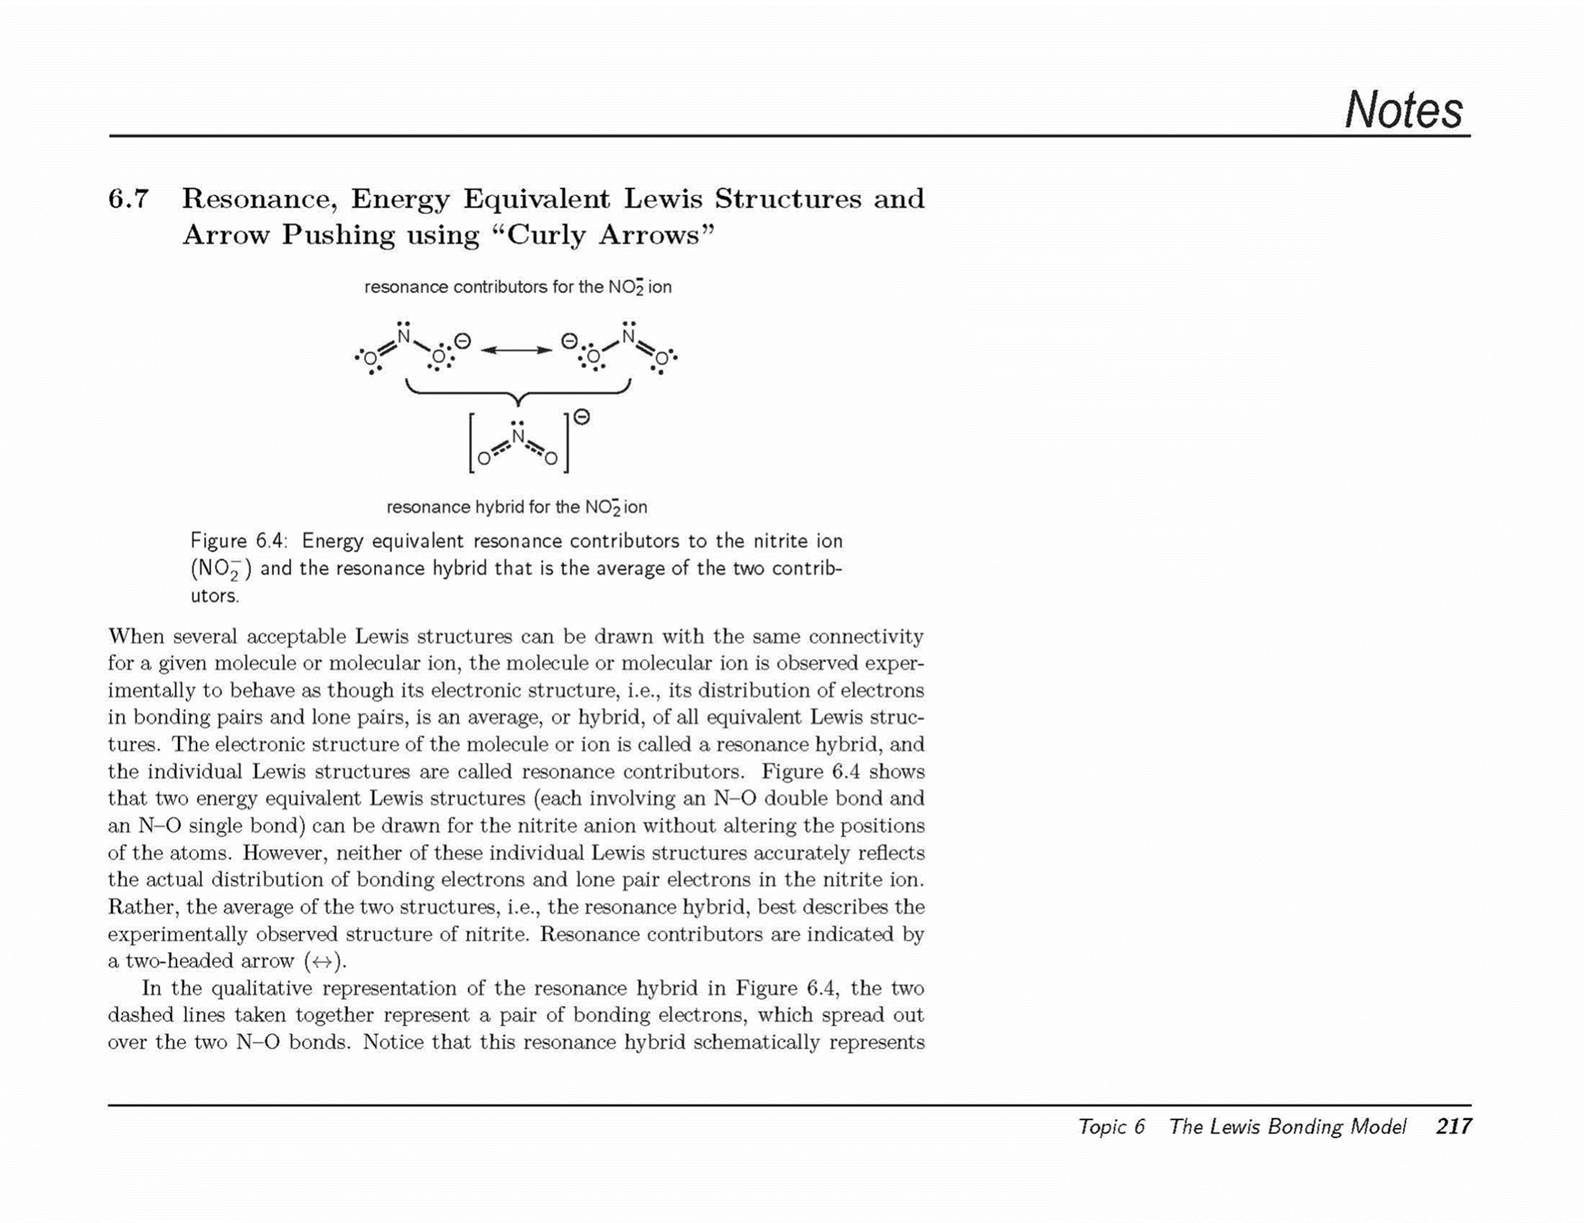 Notes
6.7 Resonance, Energy Equivalent Lewis Structures and
Arrow Pushing using “Curly Arrows”
resonance contributors for the NO₂⁻ ion
N O ⊖ ⊖ N
O O O
[ N ] ⊖
O O
resonance hybrid for the NO₂⁻ ion
Figure 6.4: Energy equivalent resonance contributors to the nitrite ion
(NO₂⁻) and the resonance hybrid that is the average of the two contrib-
utors.
When several acceptable Lewis structures can be drawn with the same connectivity
for a given molecule or molecular ion, the molecule or molecular ion is observed exper-
imentally to behave as though its electronic structure, i.e., its distribution of electrons
in bonding pairs and lone pairs, is an average, or hybrid, of all equivalent Lewis struc-
tures. The electronic structure of the molecule or ion is called a resonance hybrid, and
the individual Lewis structures are called resonance contributors. Figure 6.4 shows
that two energy equivalent Lewis structures (each involving an N–O double bond and
an N–O single bond) can be drawn for the nitrite anion without altering the positions
of the atoms. However, neither of these individual Lewis structures accurately reflects
the actual distribution of bonding electrons and lone pair electrons in the nitrite ion.
Rather, the average of the two structures, i.e., the resonance hybrid, best describes the
experimentally observed structure of nitrite. Resonance contributors are indicated by
a two-headed arrow (↔).
In the qualitative representation of the resonance hybrid in Figure 6.4, the two
dashed lines taken together represent a pair of bonding electrons, which spread out
over the two N–O bonds. Notice that this resonance hybrid schematically represents
Topic 6 The Lewis Bonding Model 217